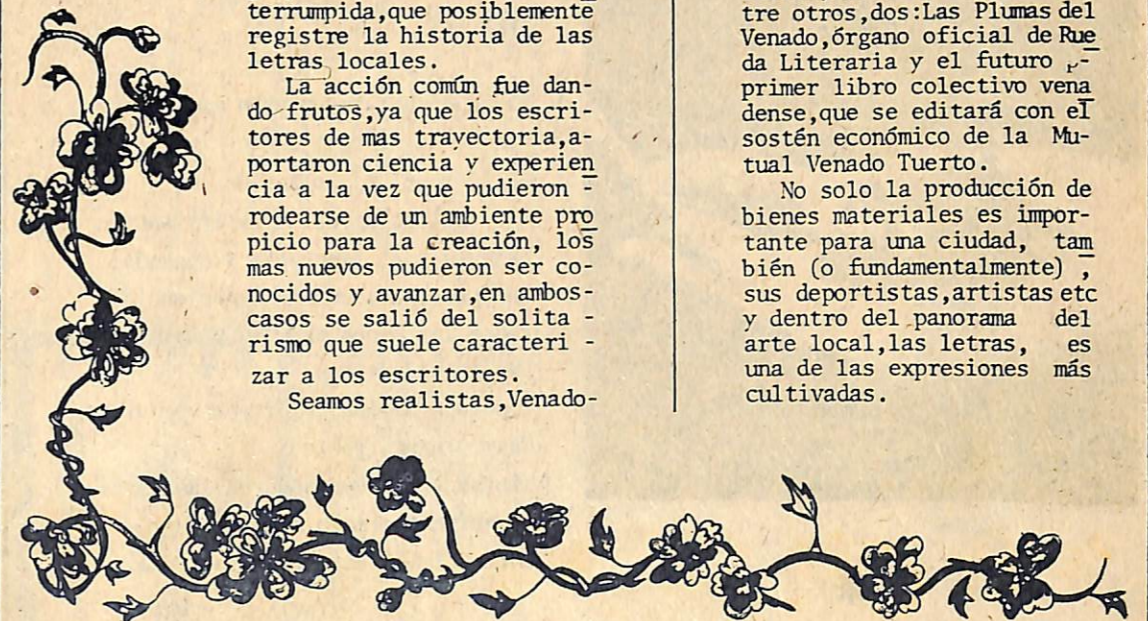 terrumpida,que posiblemente
registre la historia de las
letras locales.
La acción común fue dan-
do frutos,ya que los escri-
tores de mas trayectoria,a-
portaron ciencia y experien
cia a la vez que pudieron -
rodearse de un ambiente pro
picio para la creación, los
mas nuevos pudieron ser co-
nocidos y avanzar,en ambos-
casos se salió del solita -
rismo que suele caracteri -
zar a los escritores.
Seamos realistas,Venado-
tre otros,dos:Las Plumas del
Venado,órgano oficial de Rue
da Literaria y el futuro -
primer libro colectivo vena
dense,que se editará con el
sostén económico de la Mu-
tual Venado Tuerto.
No solo la producción de
bienes materiales es impor-
tante para una ciudad, tam
bién (o fundamentalmente) ,
sus deportistas,artistas etc
y dentro del panorama del
arte local,las letras, es
una de las expresiones más
cultivadas.